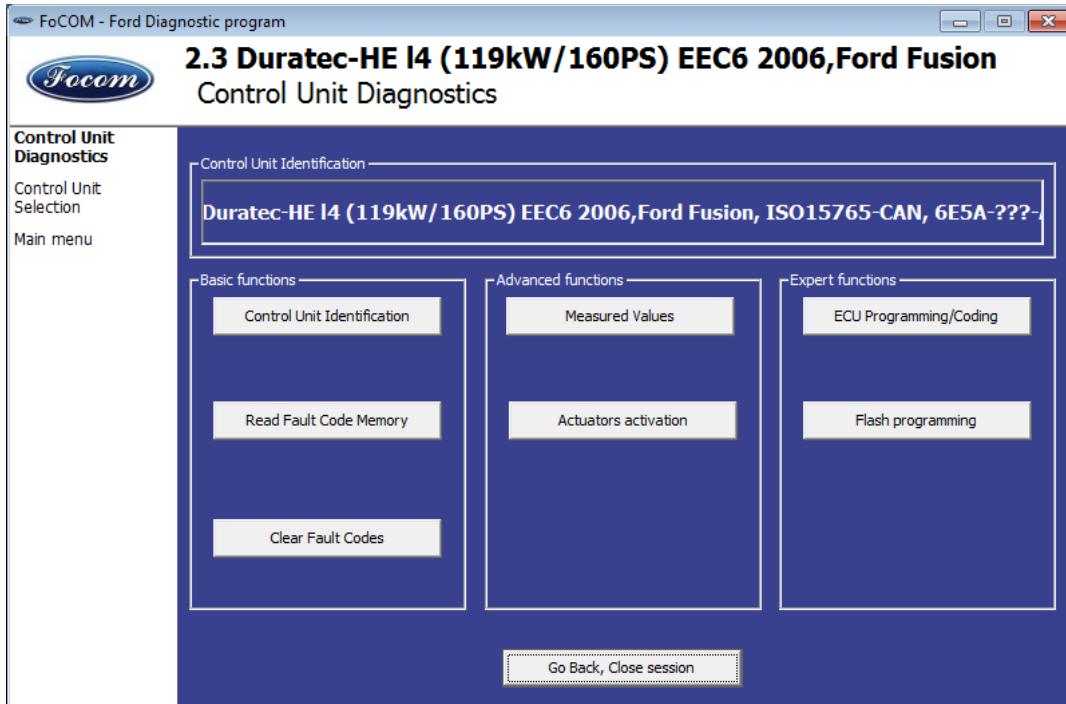 FoCOM - Ford Diagnostic program
Focom
2.3 Duratec-HE l4 (119kW/160PS) EEC6 2006,Ford Fusion
Control Unit Diagnostics
Control Unit
Diagnostics
Control Unit
Selection
Main menu
Control Unit Identification
Duratec-HE l4 (119kW/160PS) EEC6 2006,Ford Fusion, ISO15765-CAN, 6E5A-???-
Basic functions
Control Unit Identification
Read Fault Code Memory
Clear Fault Codes
Advanced functions
Measured Values
Actuators activation
Expert functions
ECU Programming/Coding
Flash programming
Go Back, Close session